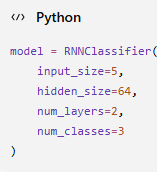 Python
model = RNNClassifier(
    input_size=5,
    hidden_size=64,
    num_layers=2,
    num_classes=3
)